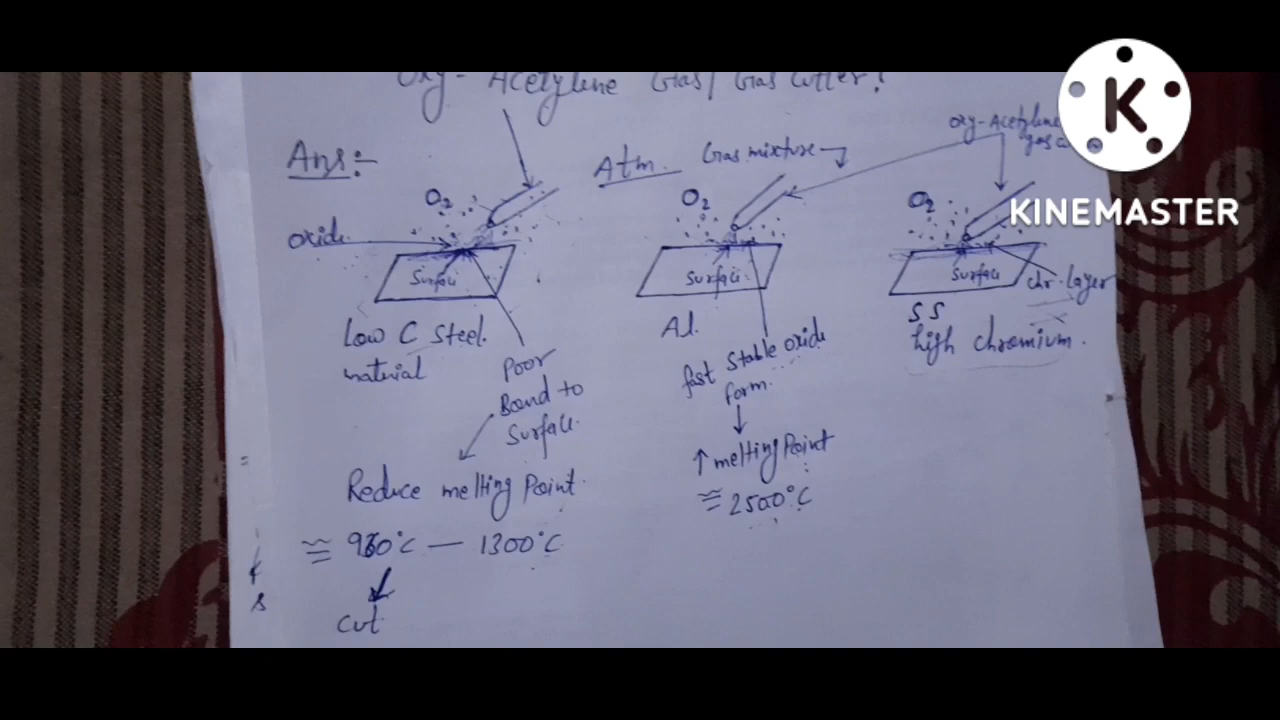 Oxy-Acetylene Gas/Gas Cutter?
Ans:-
Atm.
Gas mixture
Oxy-Acetylene
gas
O2
O2
O2
oxide
Surface
Surface
Surface
chr. layer
Low C Steel.
material
Al.
SS
high chromium.
Poor
Bond to
Surface.
fast stable oxide
form.
Reduce melting Point.
↑ melting Point
≅ 2500°C
≅ 930°C — 1300°C
cut
K
KINEMASTER